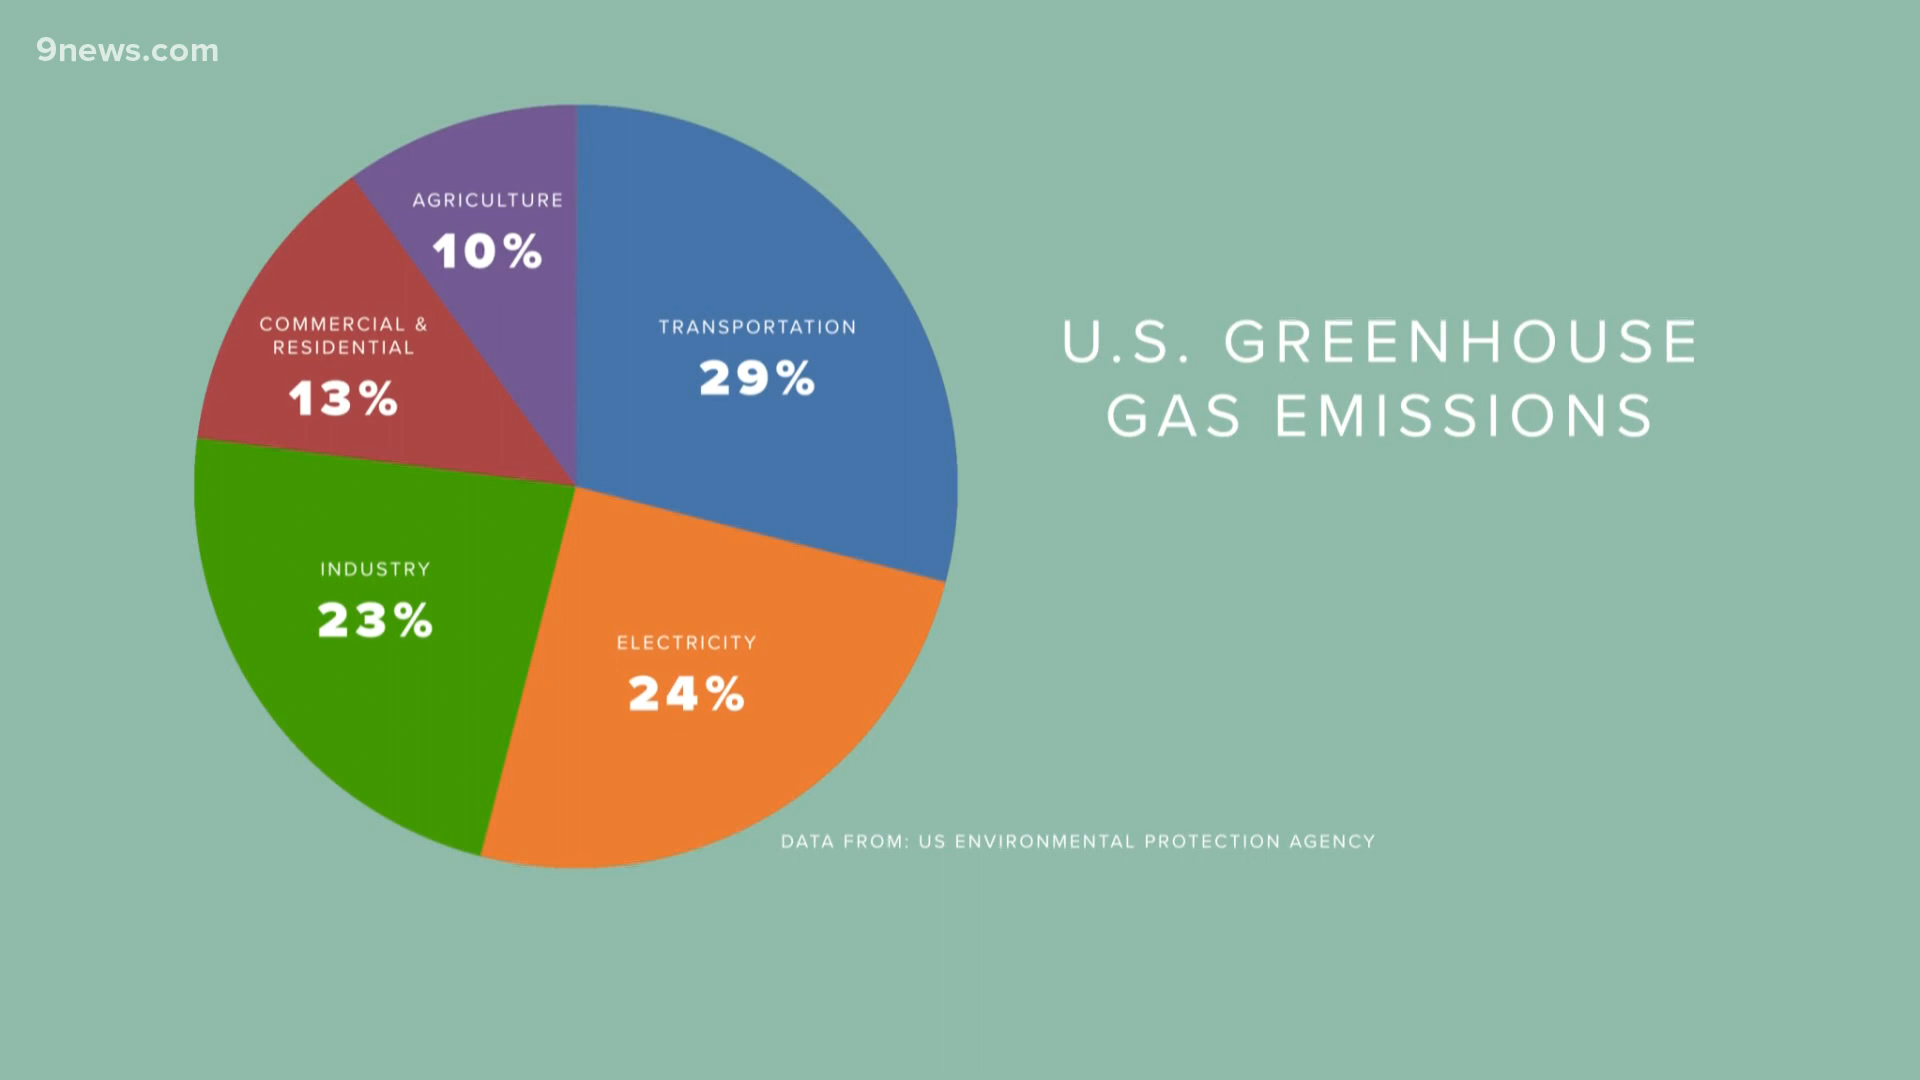 9news.com
AGRICULTURE
10%
TRANSPORTATION
29%
COMMERCIAL &
RESIDENTIAL
13%
INDUSTRY
23%
ELECTRICITY
24%
U.S. GREENHOUSE
GAS EMISSIONS
DATA FROM: US ENVIRONMENTAL PROTECTION AGENCY